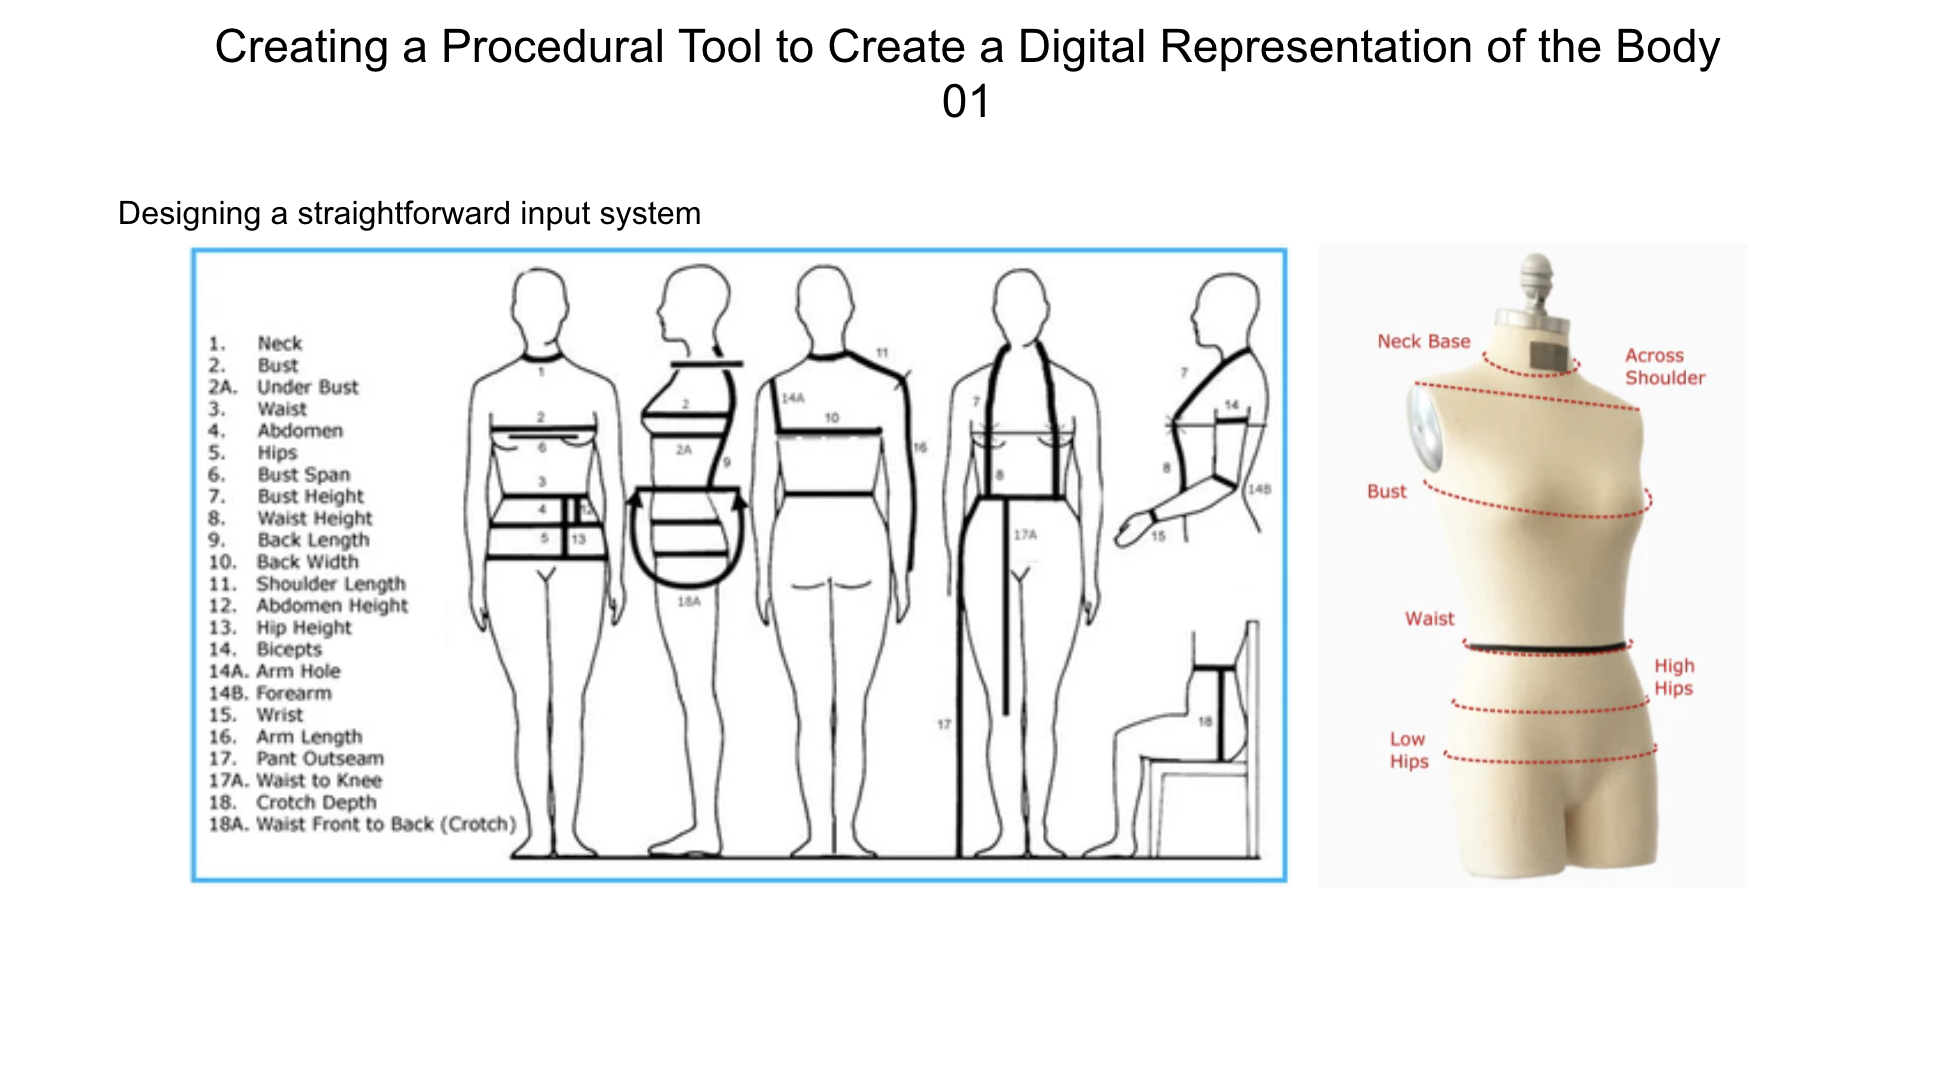 Creating a Procedural Tool to Create a Digital Representation of the Body
01
Designing a straightforward input system
1. Neck
2. Bust
2A. Under Bust
3. Waist
4. Abdomen
5. Hips
6. Bust Span
7. Bust Height
8. Waist Height
9. Back Length
10. Back Width
11. Shoulder Length
12. Abdomen Height
13. Hip Height
14. Bicepts
14A. Arm Hole
14B. Forearm
15. Wrist
16. Arm Length
17. Pant Outseam
17A. Waist to Knee
18. Crotch Depth
18A. Waist Front to Back (Crotch)
1
2
6
3
4
12
5
13
2
2A
9
18A
11
14A
10
16
7
8
17A
17
7
14
8
14B
15
18
Neck Base
Across
Shoulder
Bust
Waist
High
Hips
Low
Hips